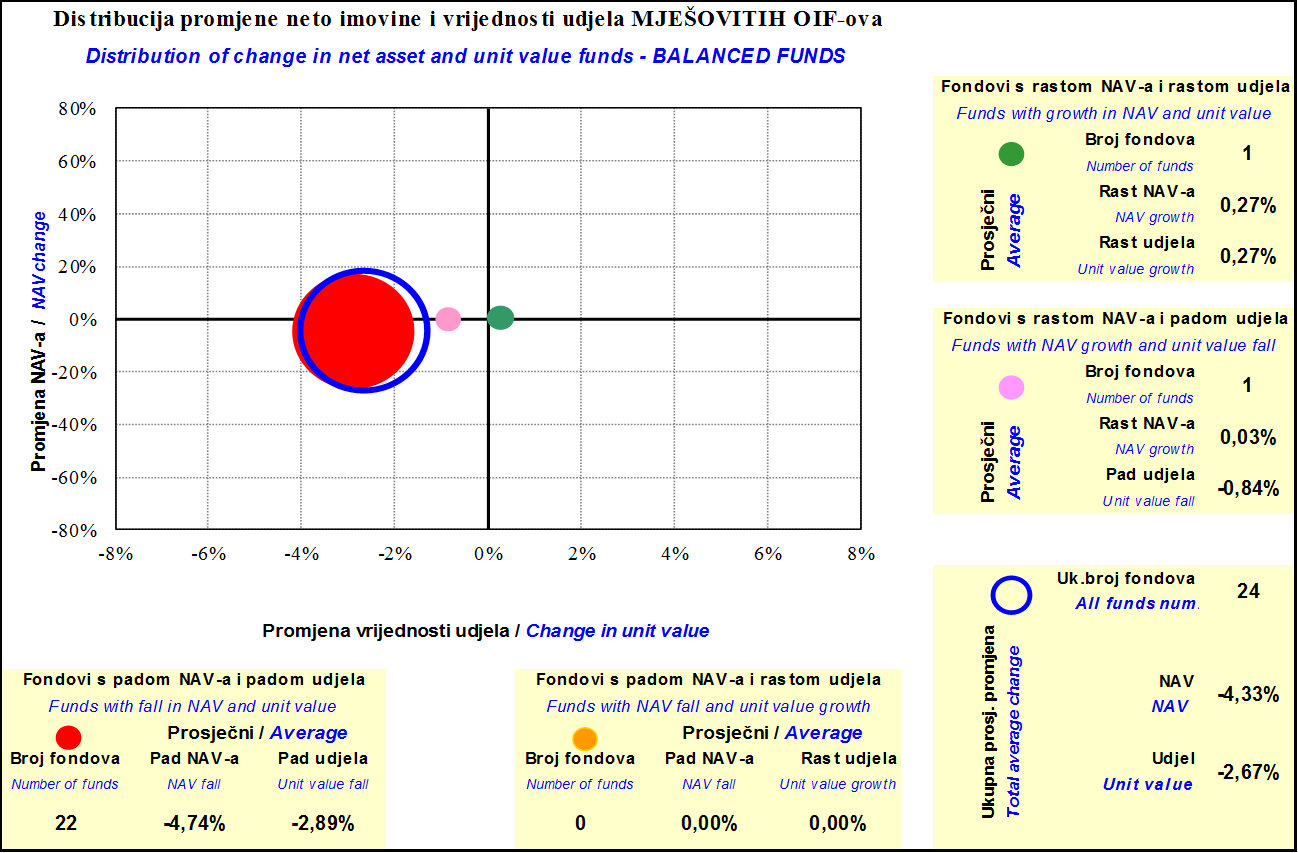 Distribucija promjene neto imovine i vrijednosti udjela MJEŠOVITIH OIF-ova
Distribution of change in net asset and unit value funds - BALANCED FUNDS
80%
60%
40%
20%
0%
-20%
-40%
-60%
-80%
-8%
-6%
-4%
-2%
0%
2%
4%
6%
8%
Promjena NAV-a / NAV change
Promjena vrijednosti udjela / Change in unit value
Fondovi s rastom NAV-a i rastom udjela
Funds with growth in NAV and unit value
Broj fondova
Number of funds
1
Prosječni
Average
Rast NAV-a
NAV growth
0,27%
Rast udjela
Unit value growth
0,27%
Fondovi s rastom NAV-a i padom udjela
Funds with NAV growth and unit value fall
Broj fondova
Number of funds
1
Prosječni
Average
Rast NAV-a
NAV growth
0,03%
Pad udjela
Unit value fall
-0,84%
Uk.broj fondova
All funds num.
24
Ukupna prosj. promjena
Total average change
NAV
NAV
-4,33%
Udjel
Unit value
-2,67%
Fondovi s padom NAV-a i padom udjela
Funds with fall in NAV and unit value
Prosječni / Average
Broj fondova Pad NAV-a Pad udjela
Number of funds NAV fall Unit value fall
22 -4,74% -2,89%
Fondovi s padom NAV-a i rastom udjela
Funds with NAV fall and unit value growth
Prosječni / Average
Broj fondova Pad NAV-a Rast udjela
Number of funds NAV fall Unit value growth
0 0,00% 0,00%